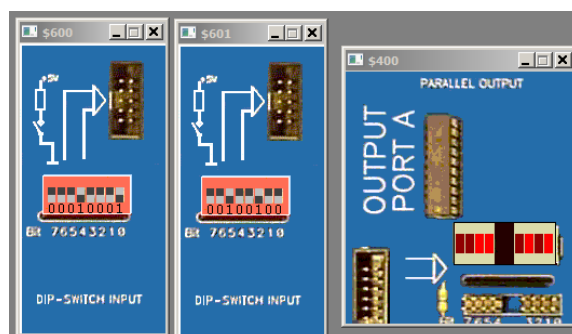 $600
+5V
00010001
Bit 76543210
DIP-SWITCH INPUT
$601
+5V
00100100
Bit 76543210
DIP-SWITCH INPUT
$400
PARALLEL OUTPUT
OUTPUT
PORT A